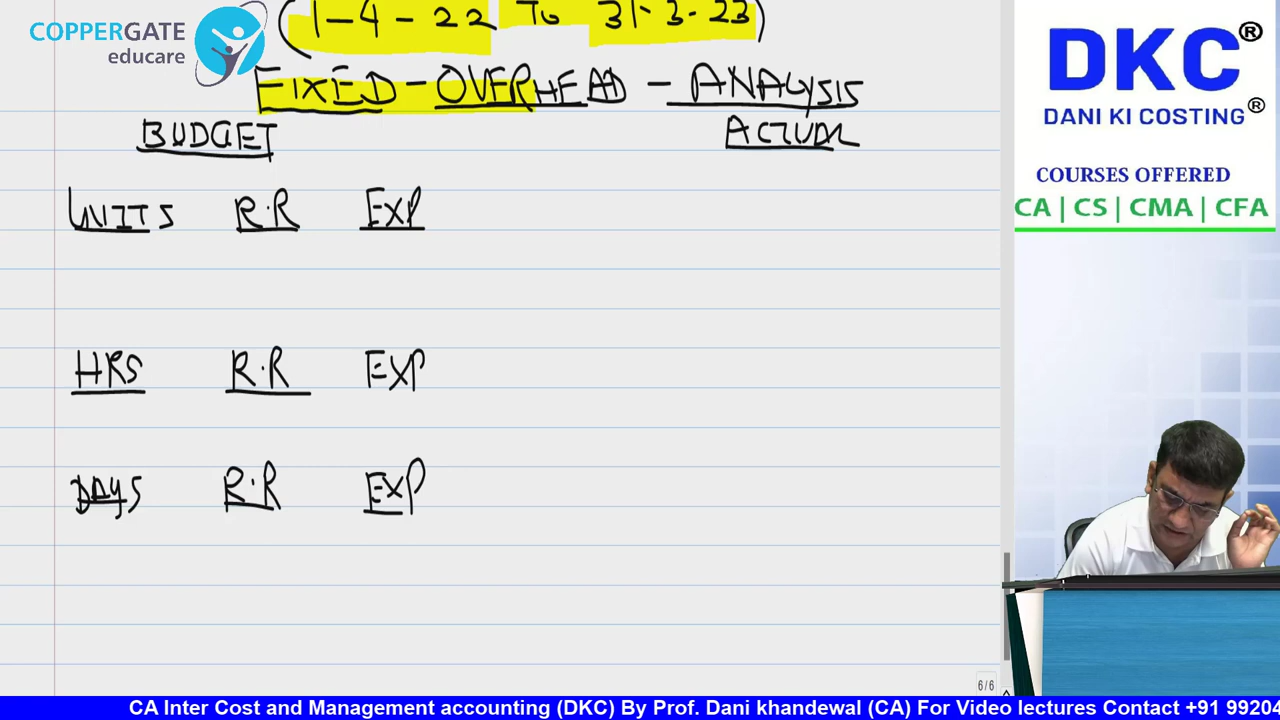 COPPERGATE
educare
(1-4-22 To 31-3-23)
FIXED-OVERHEAD-ANALYSIS
BUDGET ACTUAL
UNITS R.R EXP
HRS R.R EXP
DAYS R.R EXP
6/6
DKC®
DANI KI COSTING®
COURSES OFFERED
CA | CS | CMA | CFA
CA Inter Cost and Management accounting (DKC) By Prof. Dani khandewal (CA) For Video lectures Contact +91 99204